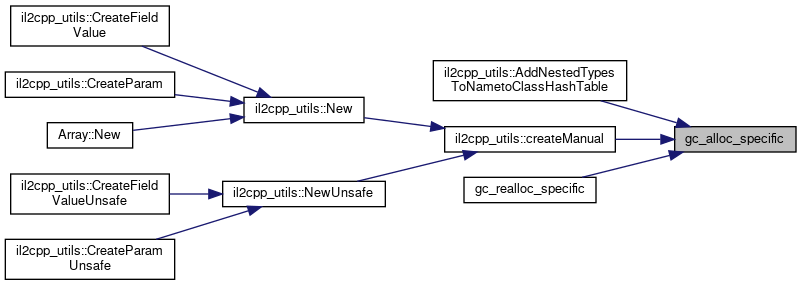 il2cpp_utils::CreateField
Value
il2cpp_utils::CreateParam
Array::New
il2cpp_utils::New
il2cpp_utils::CreateField
ValueUnsafe
il2cpp_utils::CreateParam
Unsafe
il2cpp_utils::NewUnsafe
il2cpp_utils::AddNestedTypes
ToNametoClassHashTable
il2cpp_utils::createManual
gc_realloc_specific
gc_alloc_specific